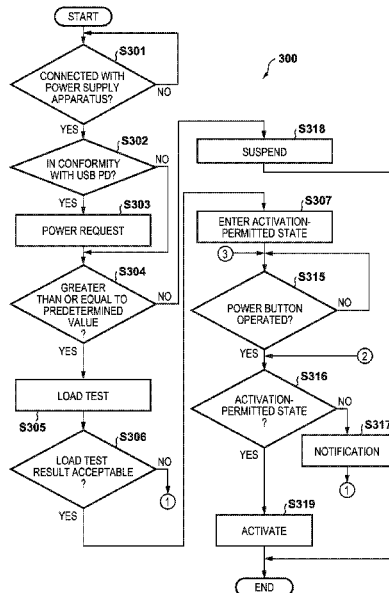 START
S301
CONNECTED WITH
POWER SUPPLY
APPARATUS?
NO
YES
S302
IN CONFORMITY
WITH USB PD?
NO
YES
S303
POWER REQUEST
S304
GREATER
THAN OR EQUAL TO
PREDETERMINED
VALUE
?
NO
YES
LOAD TEST
S305
S306
LOAD TEST
RESULT ACCEPTABLE
?
NO
1
YES
300
S318
SUSPEND
S307
ENTER ACTIVATION-
PERMITTED STATE
3
S315
POWER BUTTON
OPERATED?
NO
YES
2
S316
ACTIVATION-
PERMITTED STATE
?
NO
S317
NOTIFICATION
1
YES
S319
ACTIVATE
END